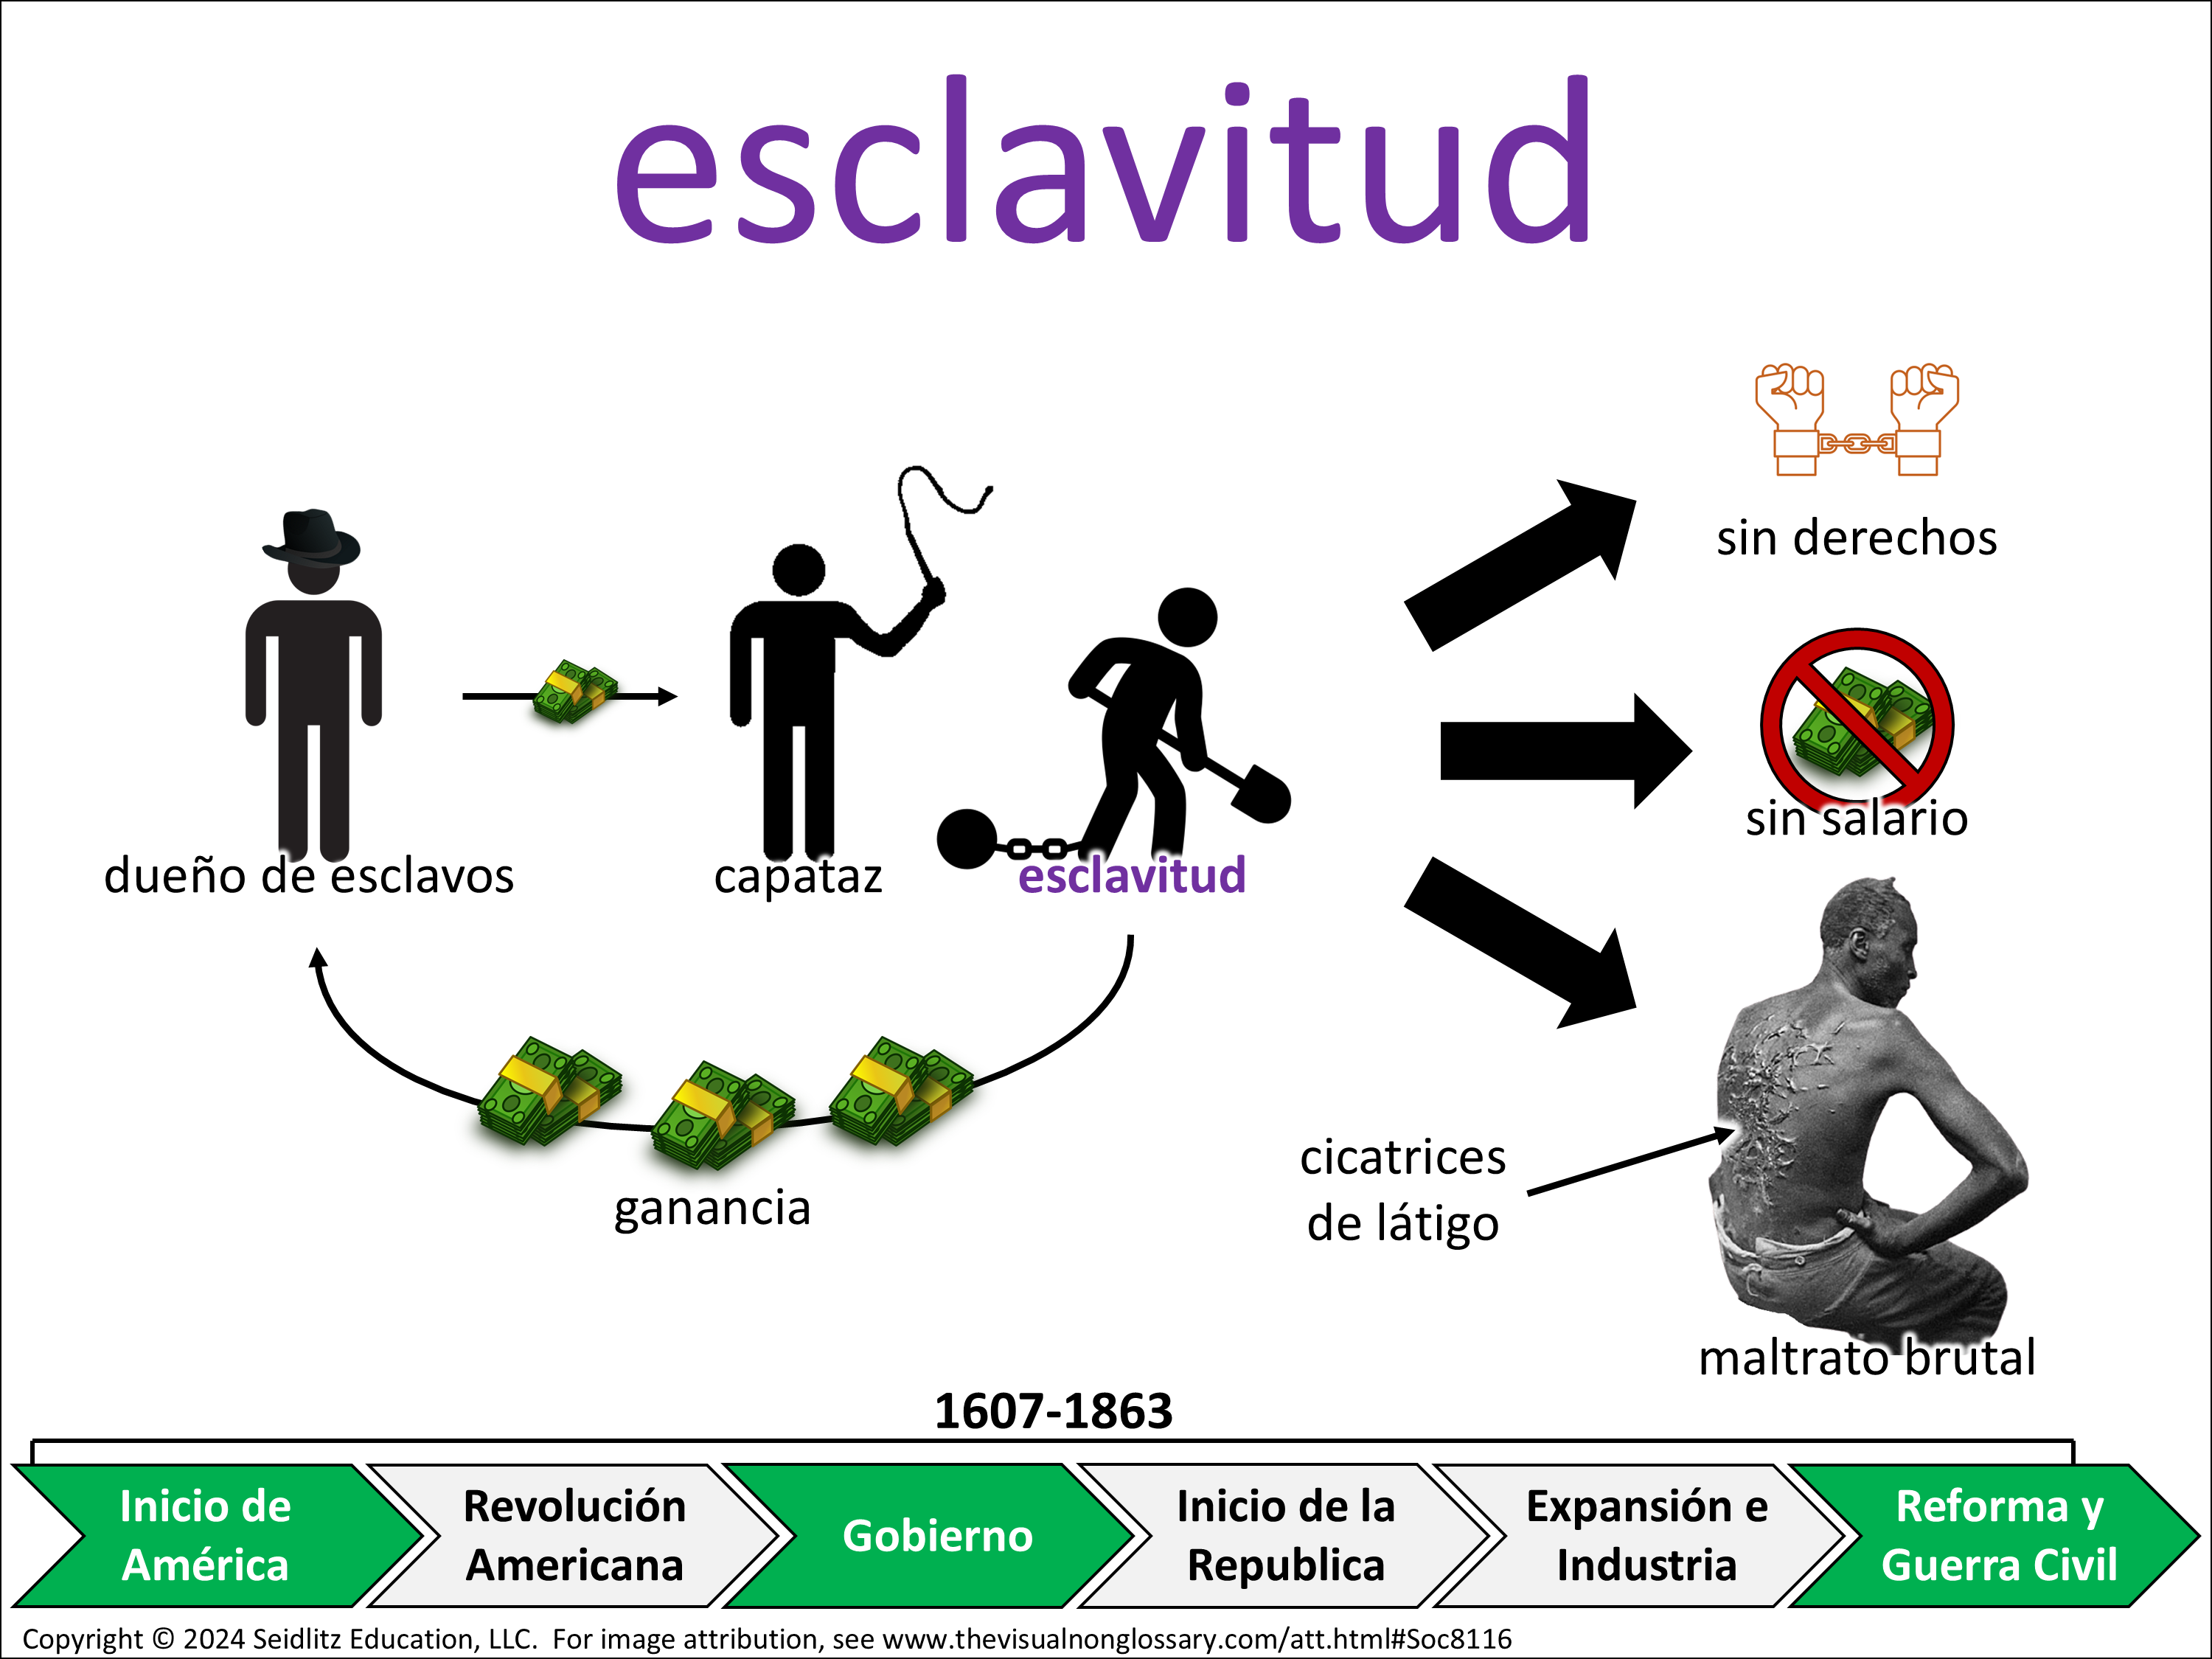 esclavitud
sin derechos
sin salario
dueño de esclavos
capataz
esclavitud
ganancia
cicatrices
de látigo
maltrato brutal
1607-1863
Inicio de
América
Revolución
Americana
Gobierno
Inicio de la
Republica
Expansión e
Industria
Reforma y
Guerra Civil
Copyright © 2024 Seidlitz Education, LLC.  For image attribution, see www.thevisualnonglossary.com/att.html#Soc8116